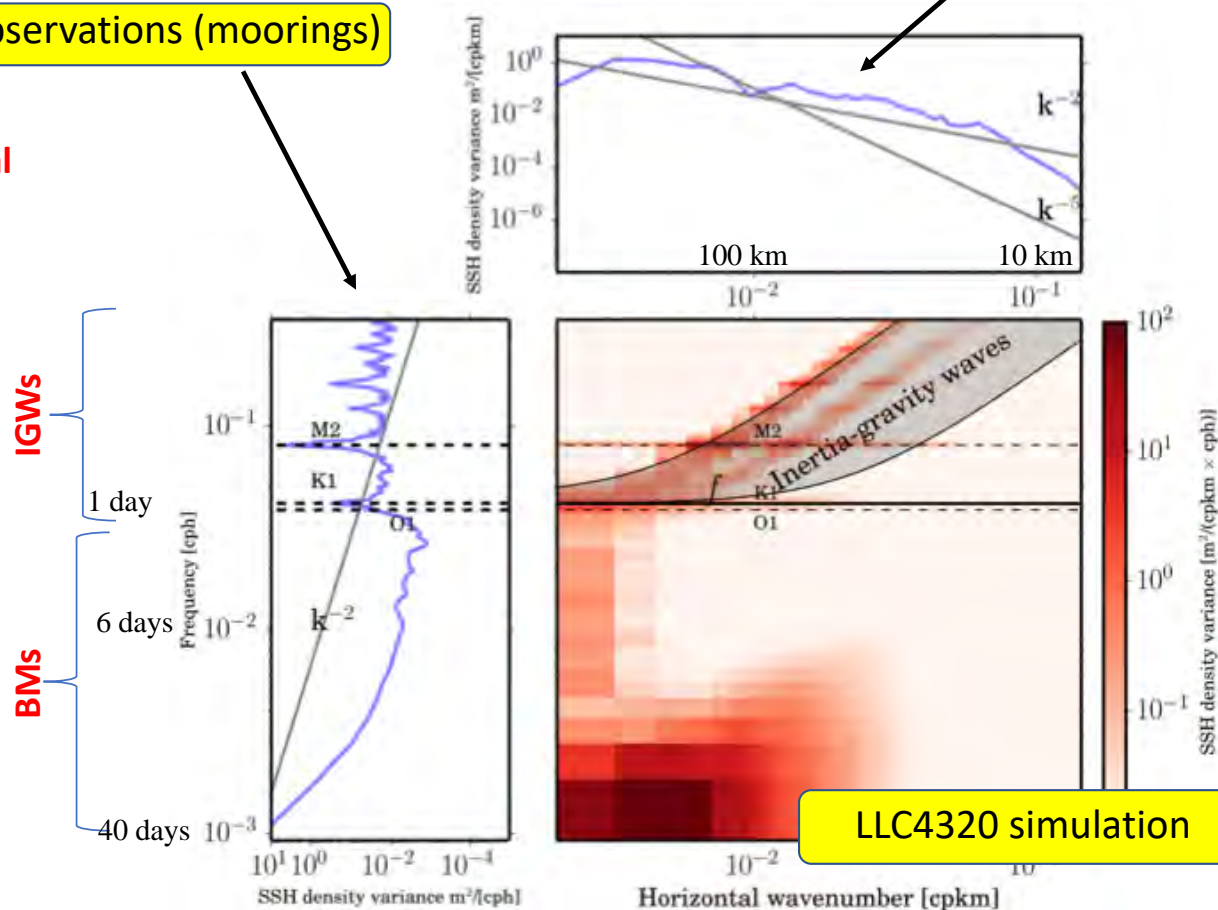 oservations (moorings)
SSH density variance m²/[cpkm]
10⁰
10⁻²
10⁻⁴
10⁻⁶
k⁻²
k⁻⁵
100 km
10 km
10⁻²
10⁻¹
IGWs
BMs
1 day
6 days
40 days
Frequency [cph]
10⁻¹
10⁻²
10⁻³
M2
K1
O1
k⁻²
10¹ 10⁰ 10⁻² 10⁻⁴
SSH density variance m²/[cph]
Inertia-gravity waves
M2
f
K1
O1
10⁻²
Horizontal wavenumber [cpkm]
LLC4320 simulation
10²
10¹
10⁰
10⁻¹
SSH density variance [m²/(cpkm × cph)]